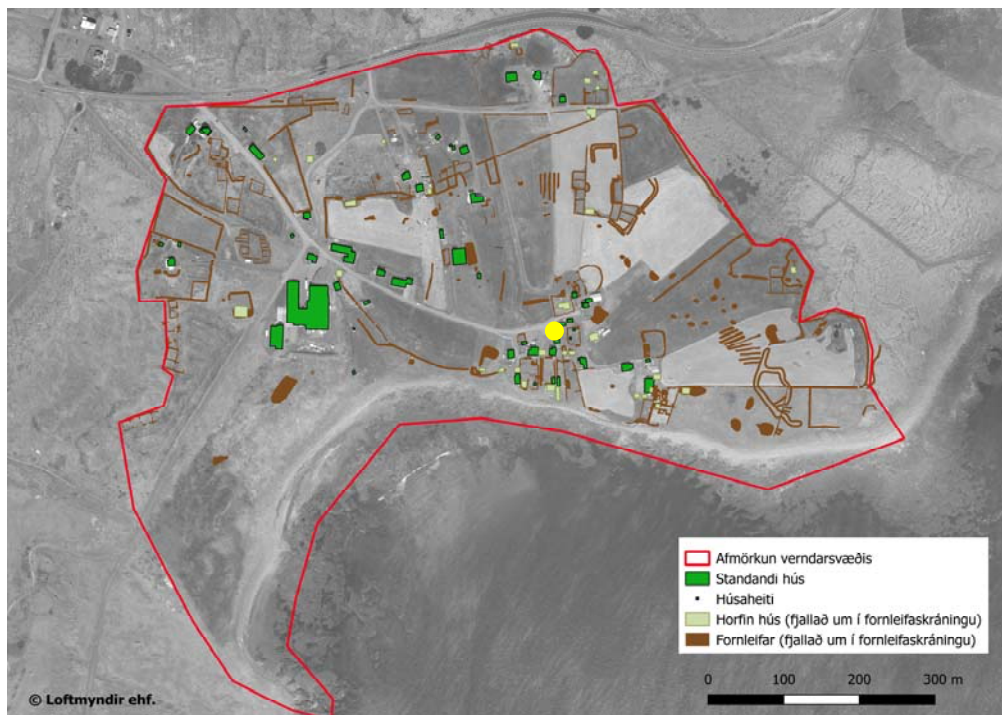 Afmörkun verndarsvæðis
Standandi hús
Húsaheiti
Horfin hús (fjallað um í fornleifaskráningu)
Fornleifar (fjallað um í fornleifaskráningu)
0 100 200 300 m
© Loftmyndir ehf.